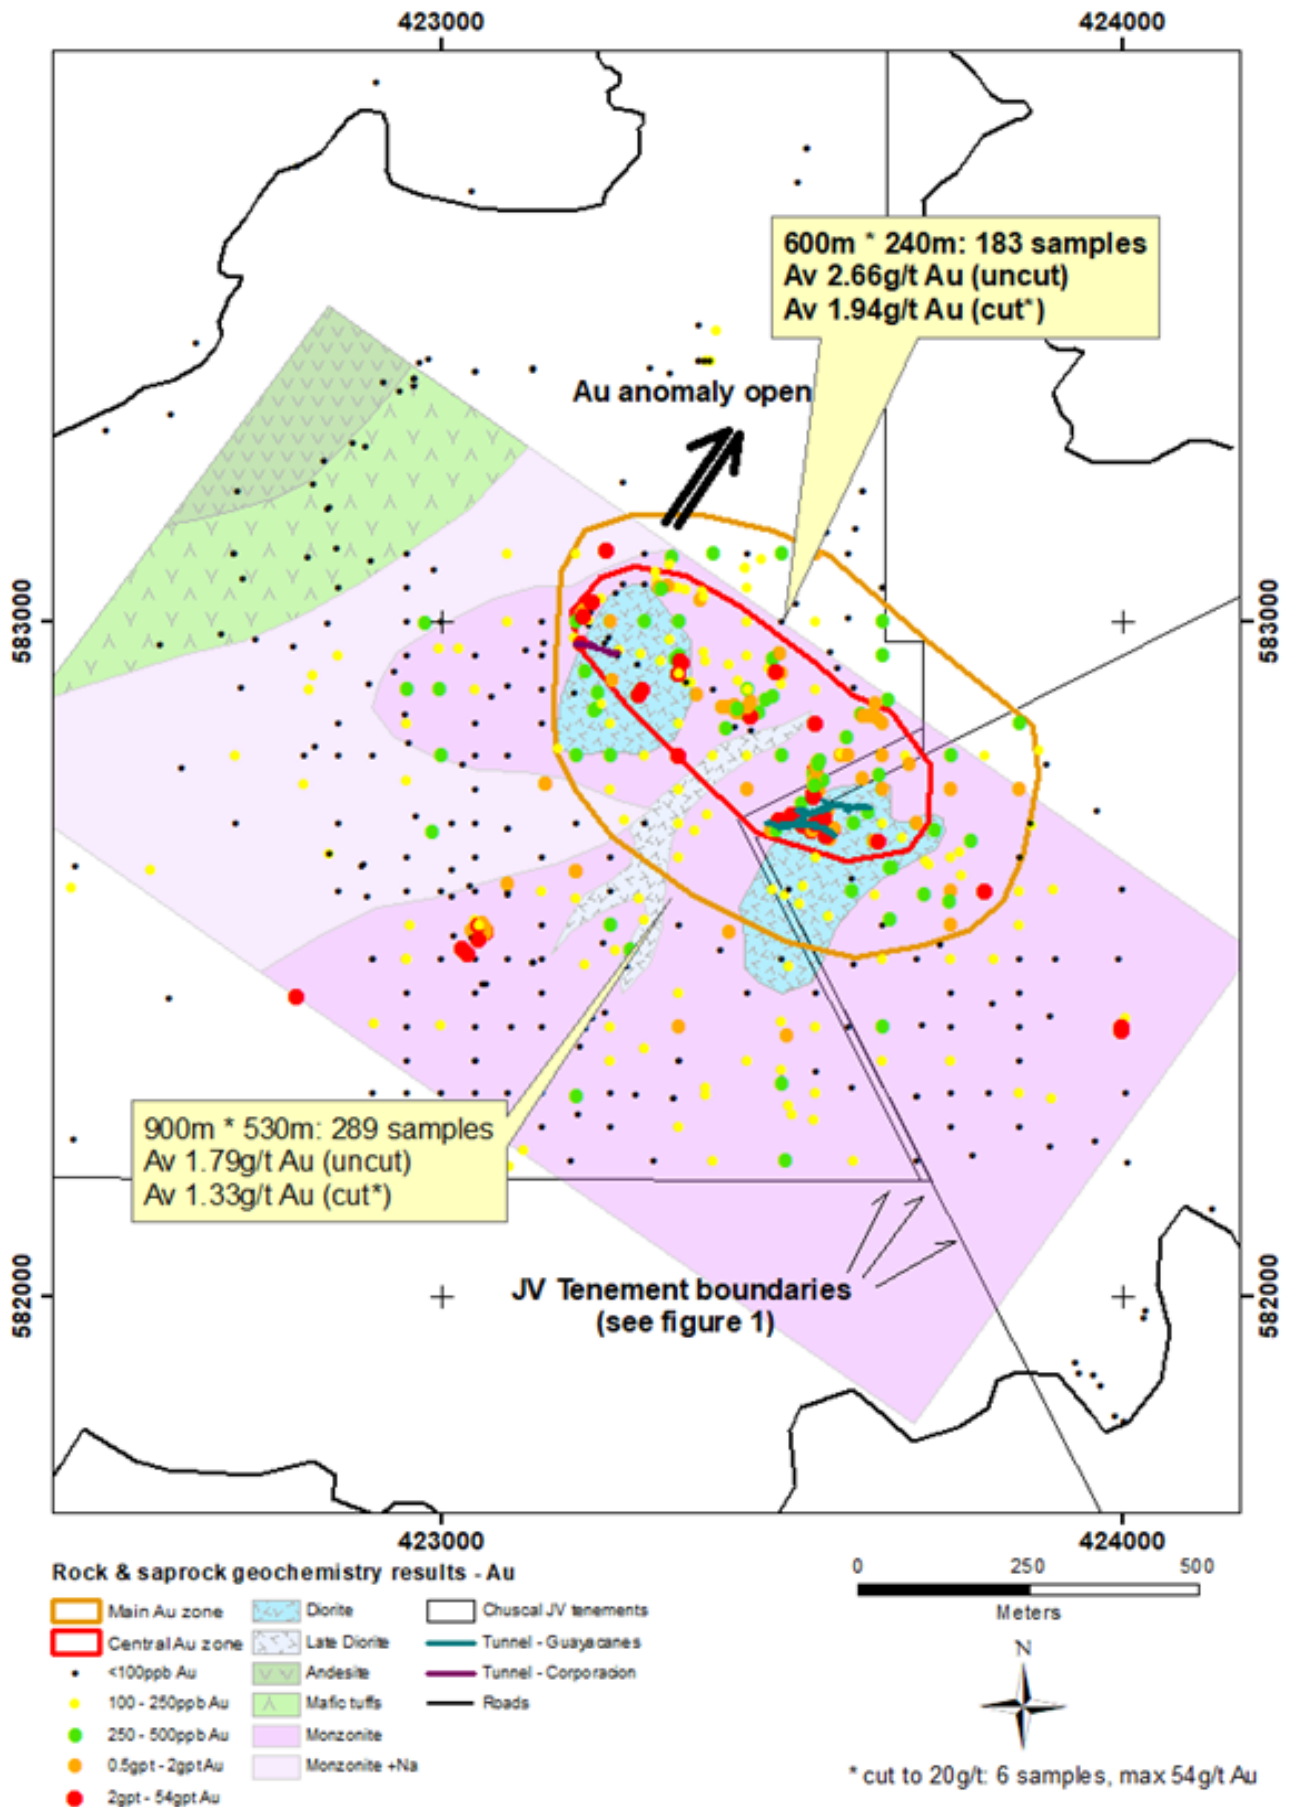 423000
424000
600m * 240m: 183 samples
Av 2.66g/t Au (uncut)
Av 1.94g/t Au (cut*)
Au anomaly open
583000
583000
900m * 530m: 289 samples
Av 1.79g/t Au (uncut)
Av 1.33g/t Au (cut*)
JV Tenement boundaries
(see figure 1)
582000
582000
423000
424000
Rock & saprock geochemistry results - Au
Main Au zone
Central Au zone
<100ppb Au
100 - 250ppb Au
250 - 500ppb Au
0.5gpt - 2gpt Au
2gpt - 54gpt Au
Diorite
Late Diorite
Andesite
Mafic tuffs
Monzonite
Monzonite +Na
Chuscal JV tenements
Tunnel - Guayacanes
Tunnel - Corporacion
Roads
0 250 500
Meters
N
* cut to 20g/t: 6 samples, max 54g/t Au